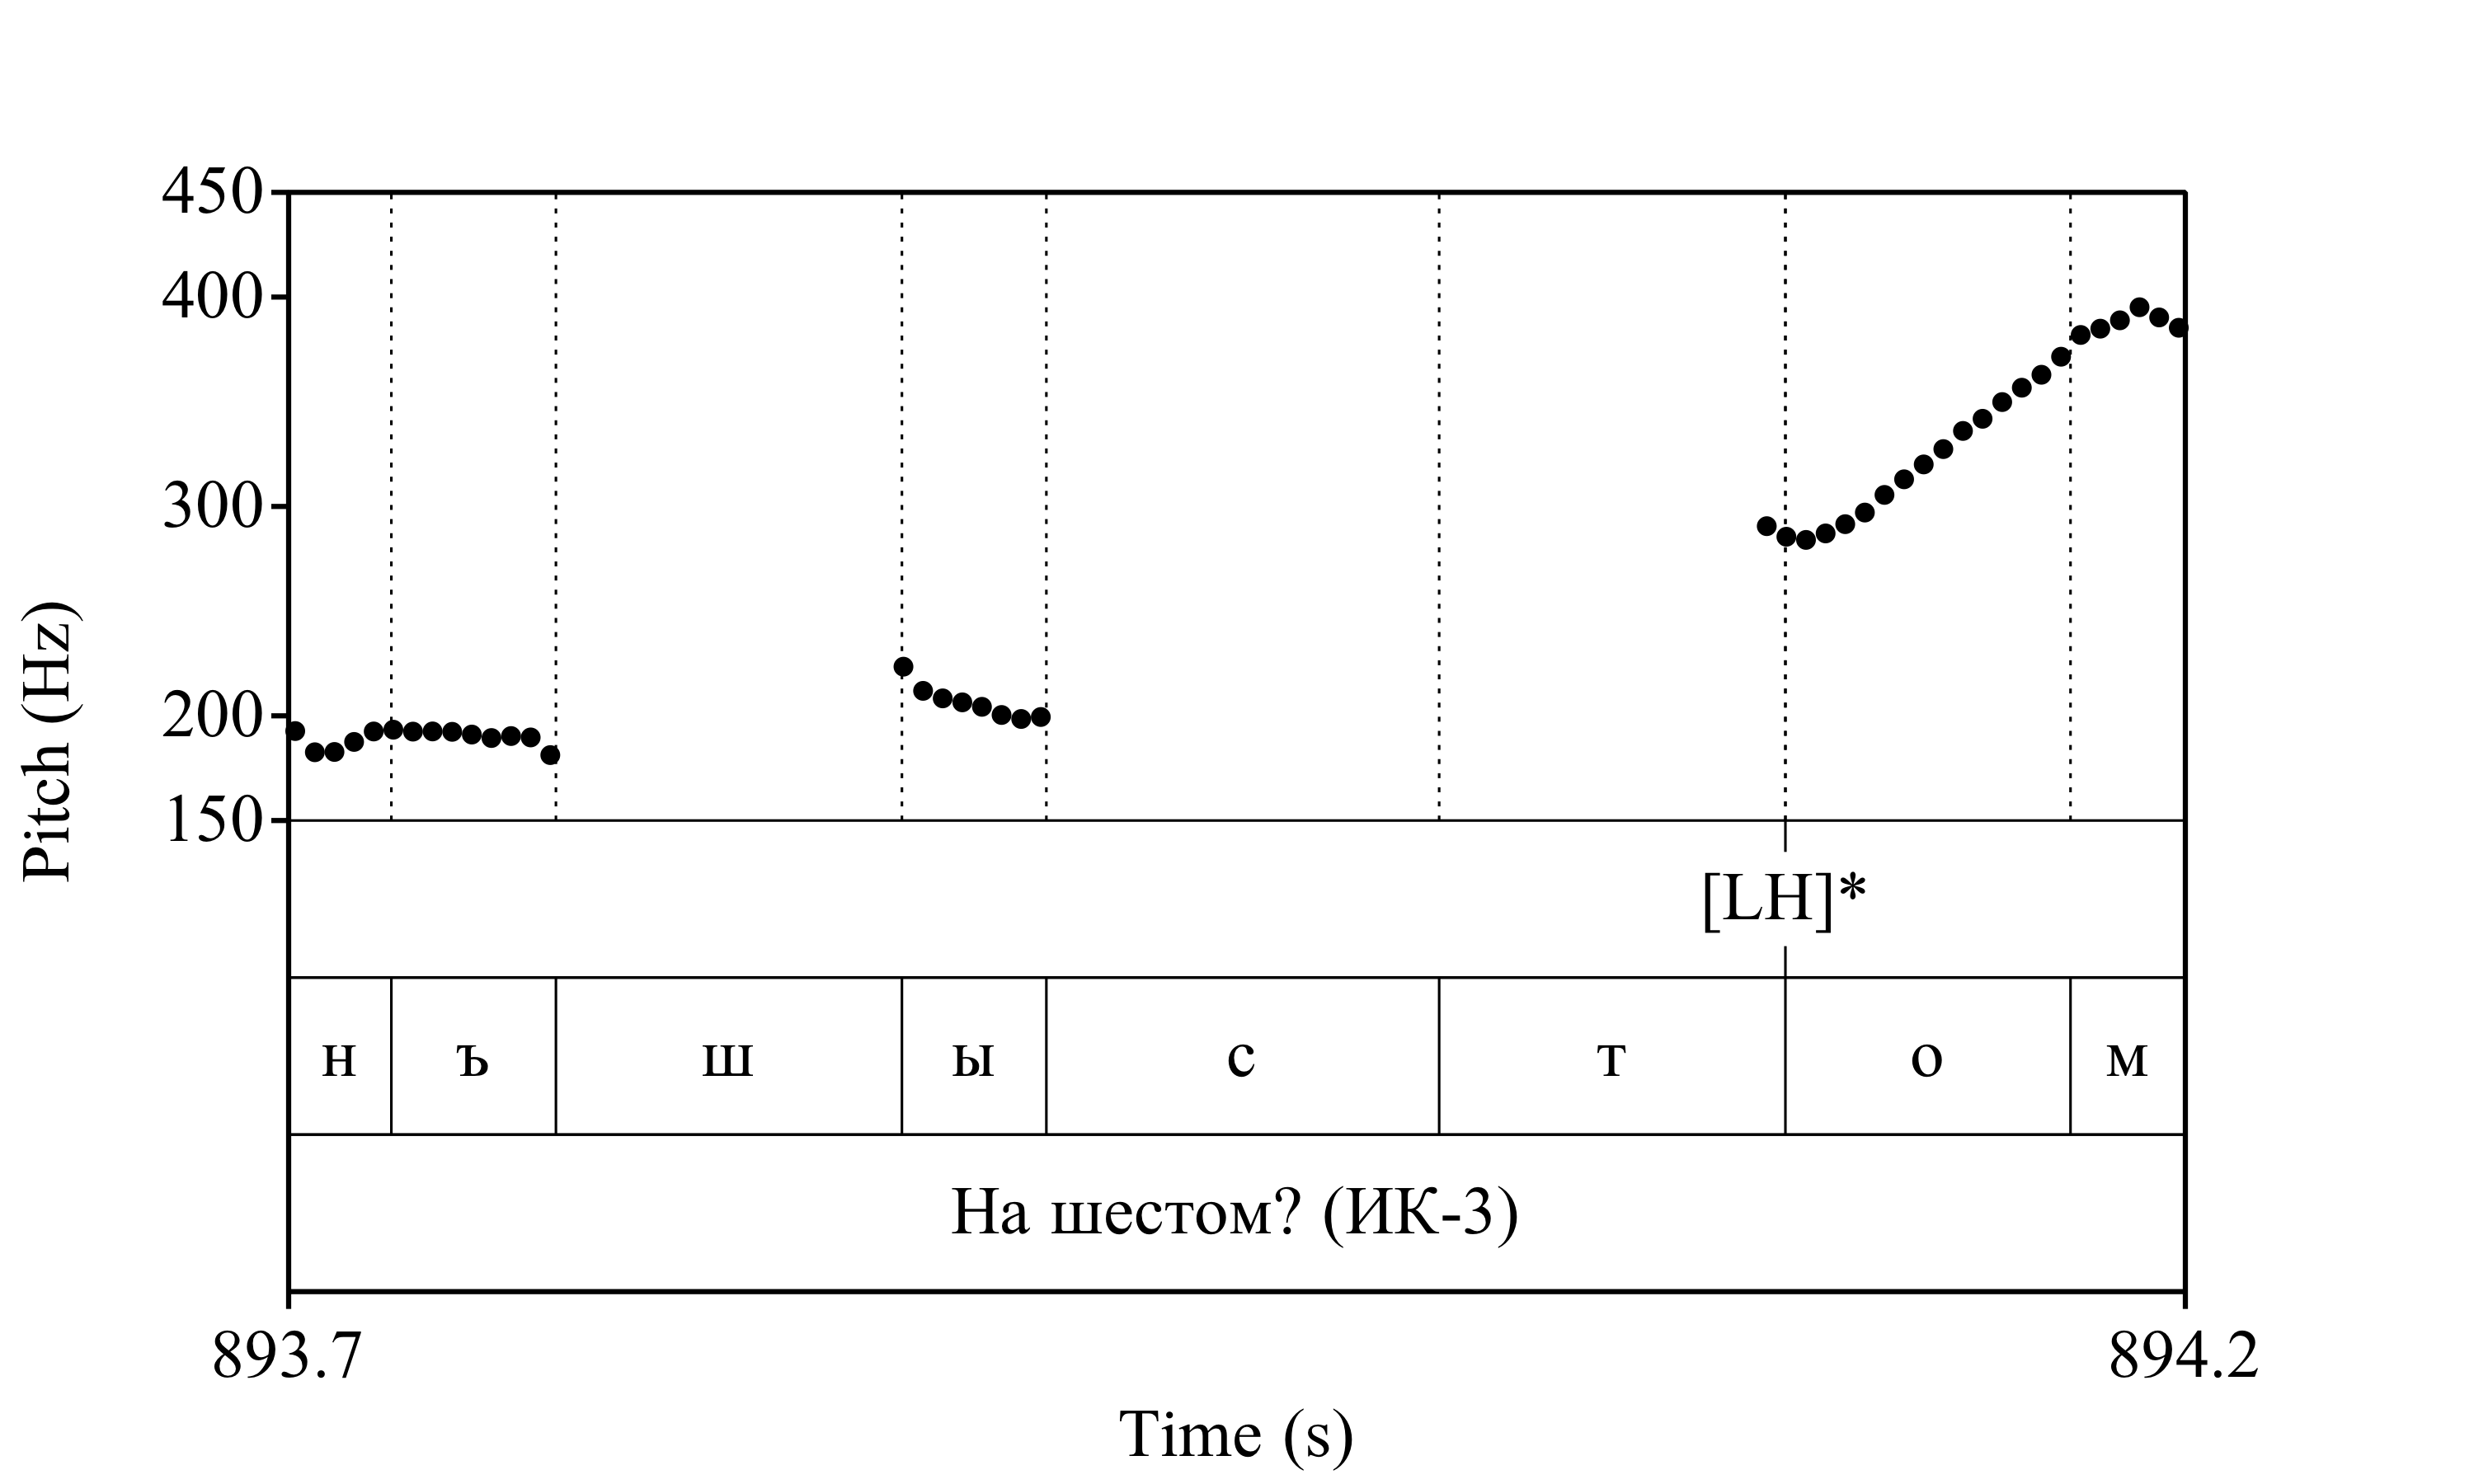 450
400
300
200
150
Pitch (Hz)
[LH]*
н ъ ш ы с т о м
На шестом? (ИК-3)
893.7 894.2
Time (s)